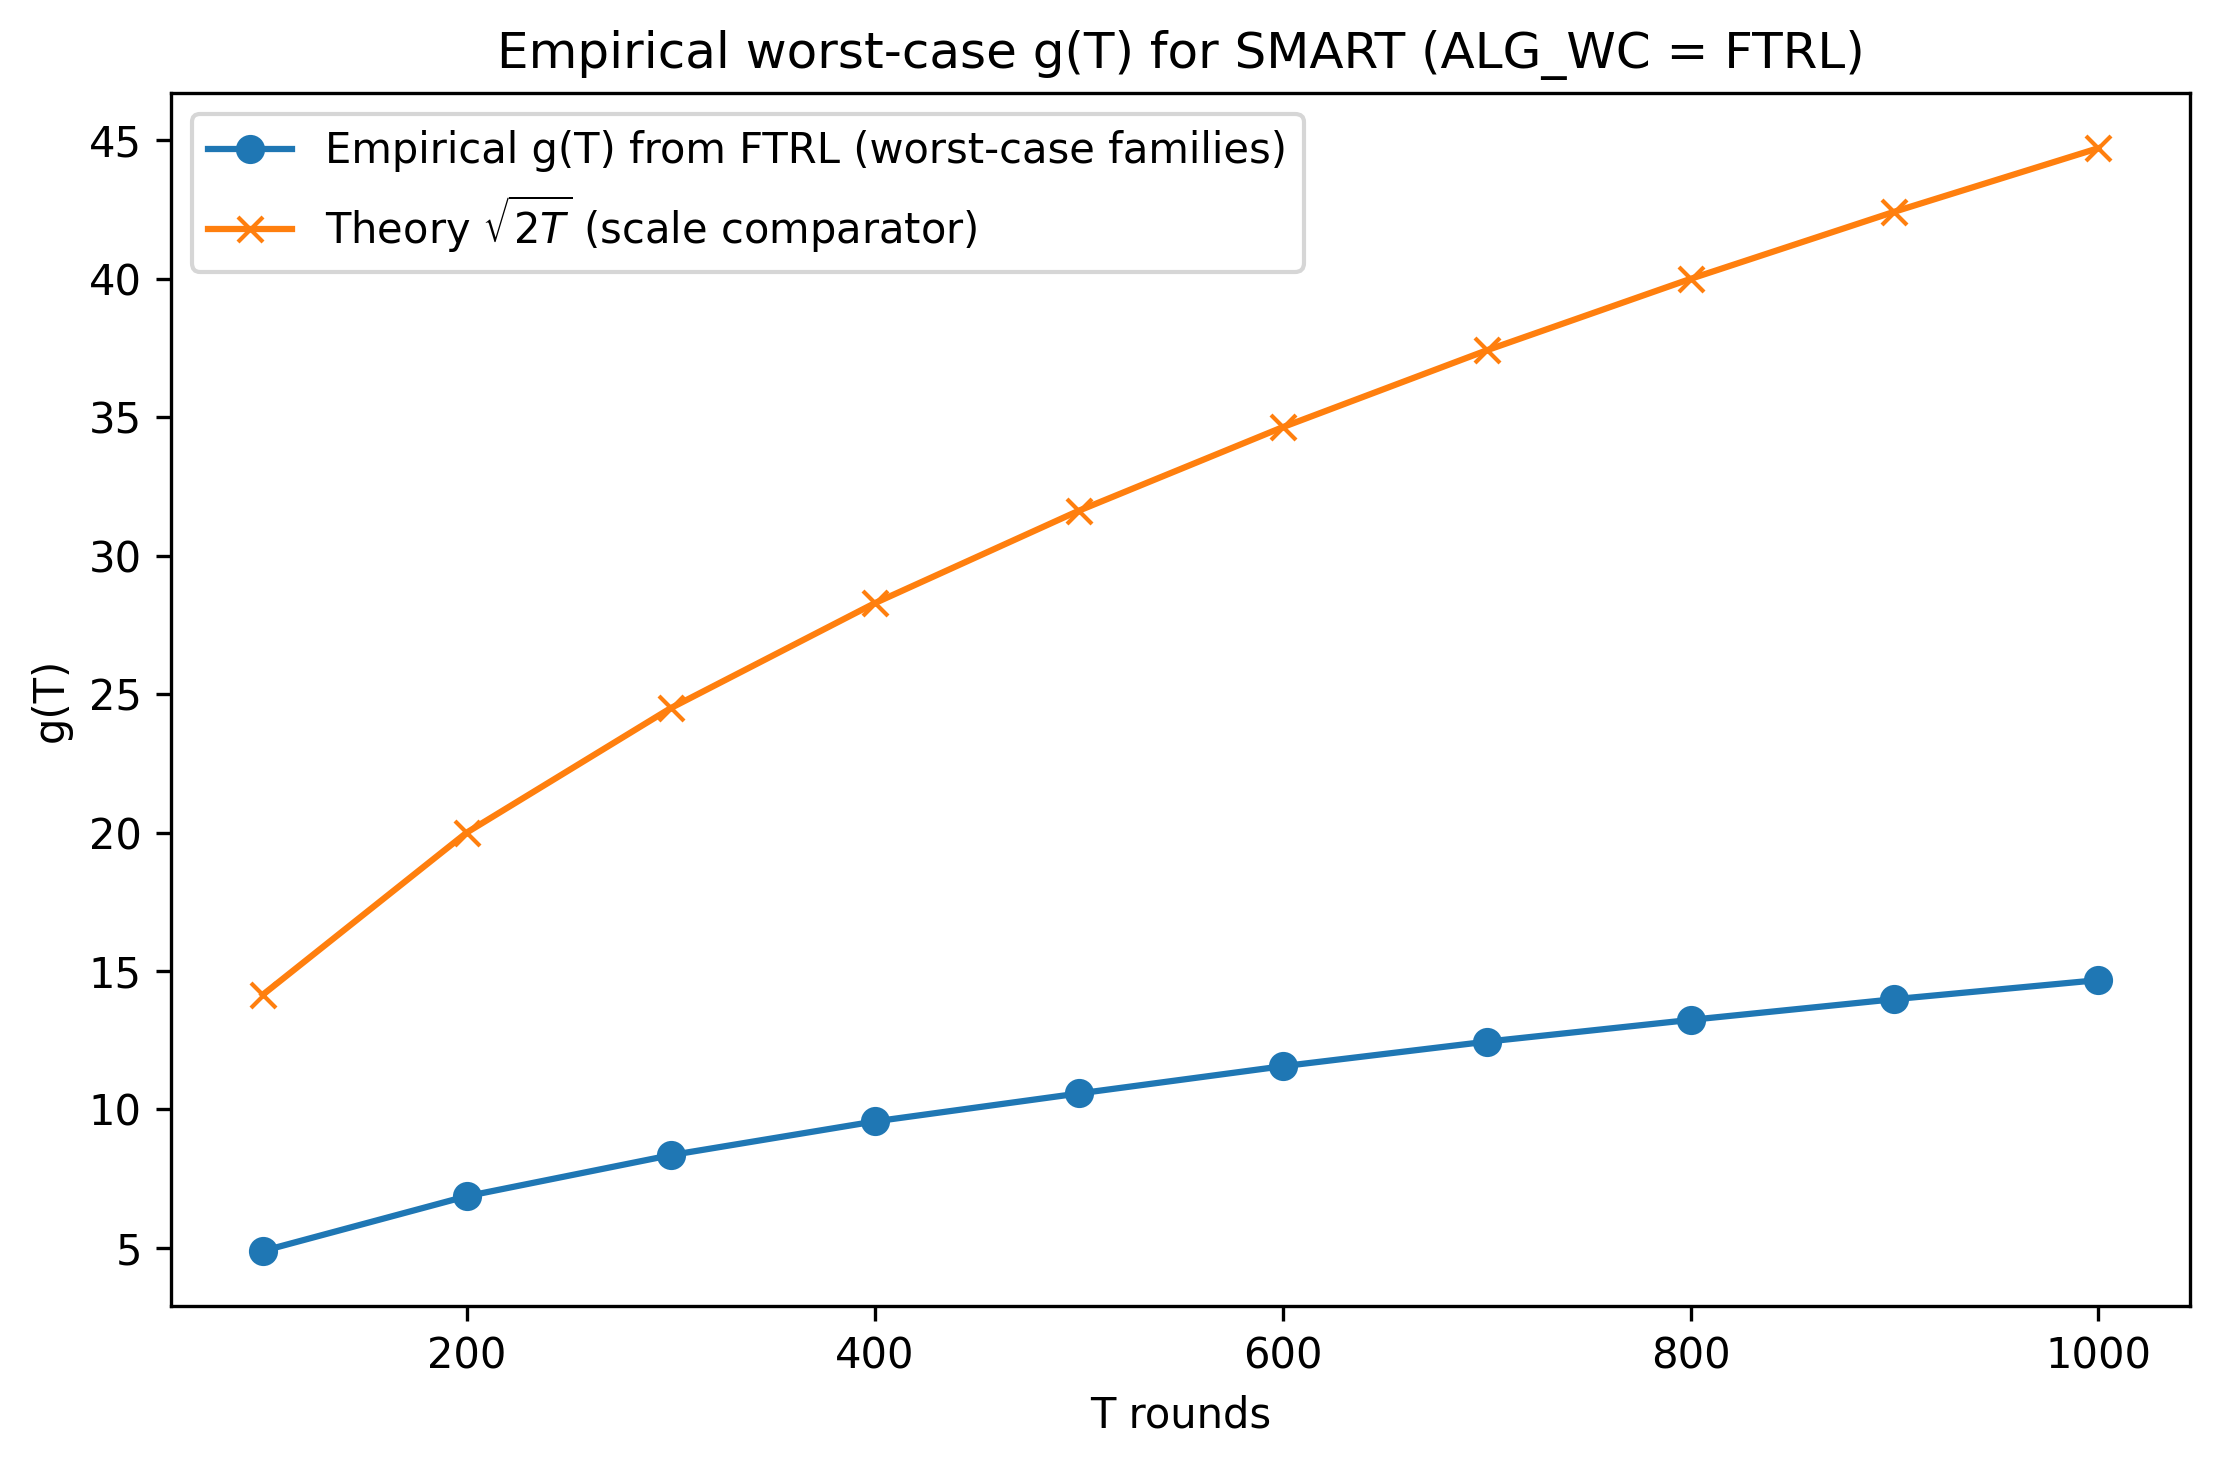 Empirical worst-case g(T) for SMART (ALG_WC = FTRL)
Empirical g(T) from FTRL (worst-case families)
Theory √2T (scale comparator)
45
40
35
30
25
20
15
10
5
g(T)
200 400 600 800 1000
T rounds